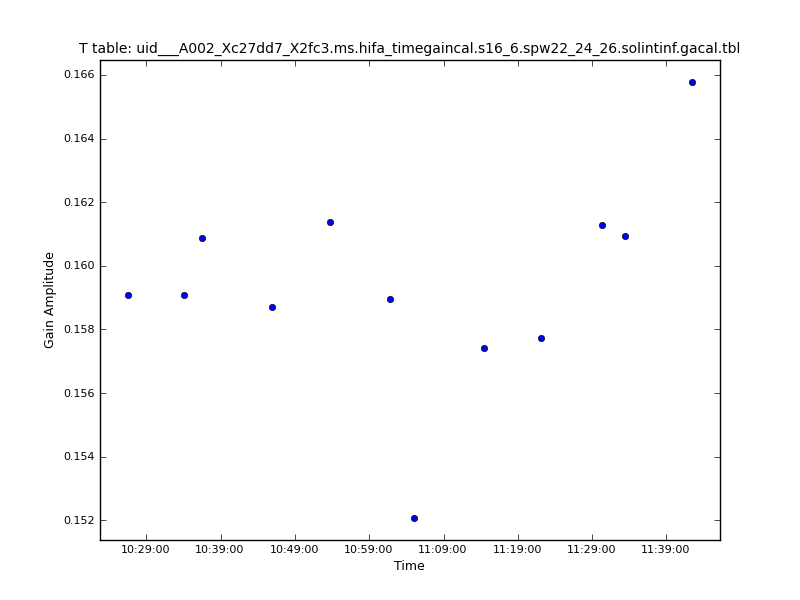 T table: uid___A002_Xc27dd7_X2fc3.ms.hifa_timegaincal.s16_6.spw22_24_26.solintinf.gacal.tbl
0.166
0.164
0.162
0.160
0.158
0.156
0.154
0.152
Gain Amplitude
10:29:00 10:39:00 10:49:00 10:59:00 11:09:00 11:19:00 11:29:00 11:39:00
Time